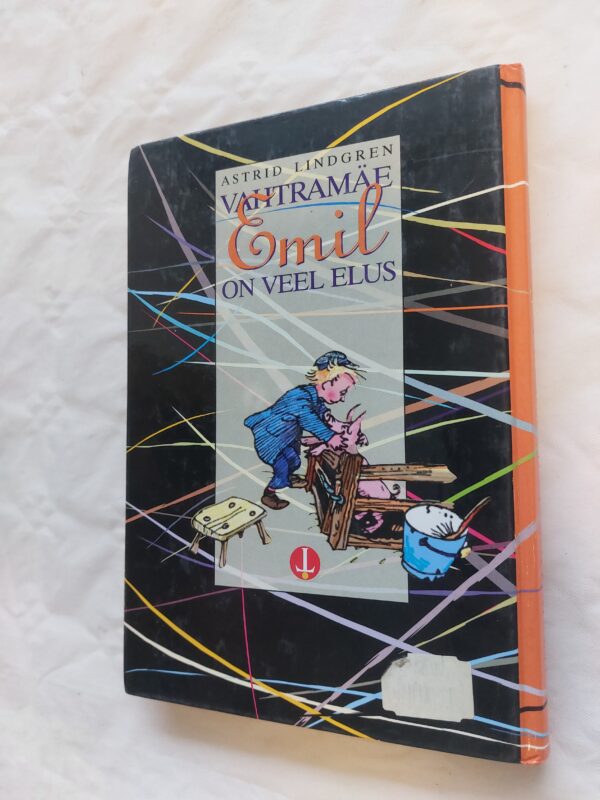 ASTRID LINDGREN
VAHTRAMÄE
Emil
ON VEEL ELUS